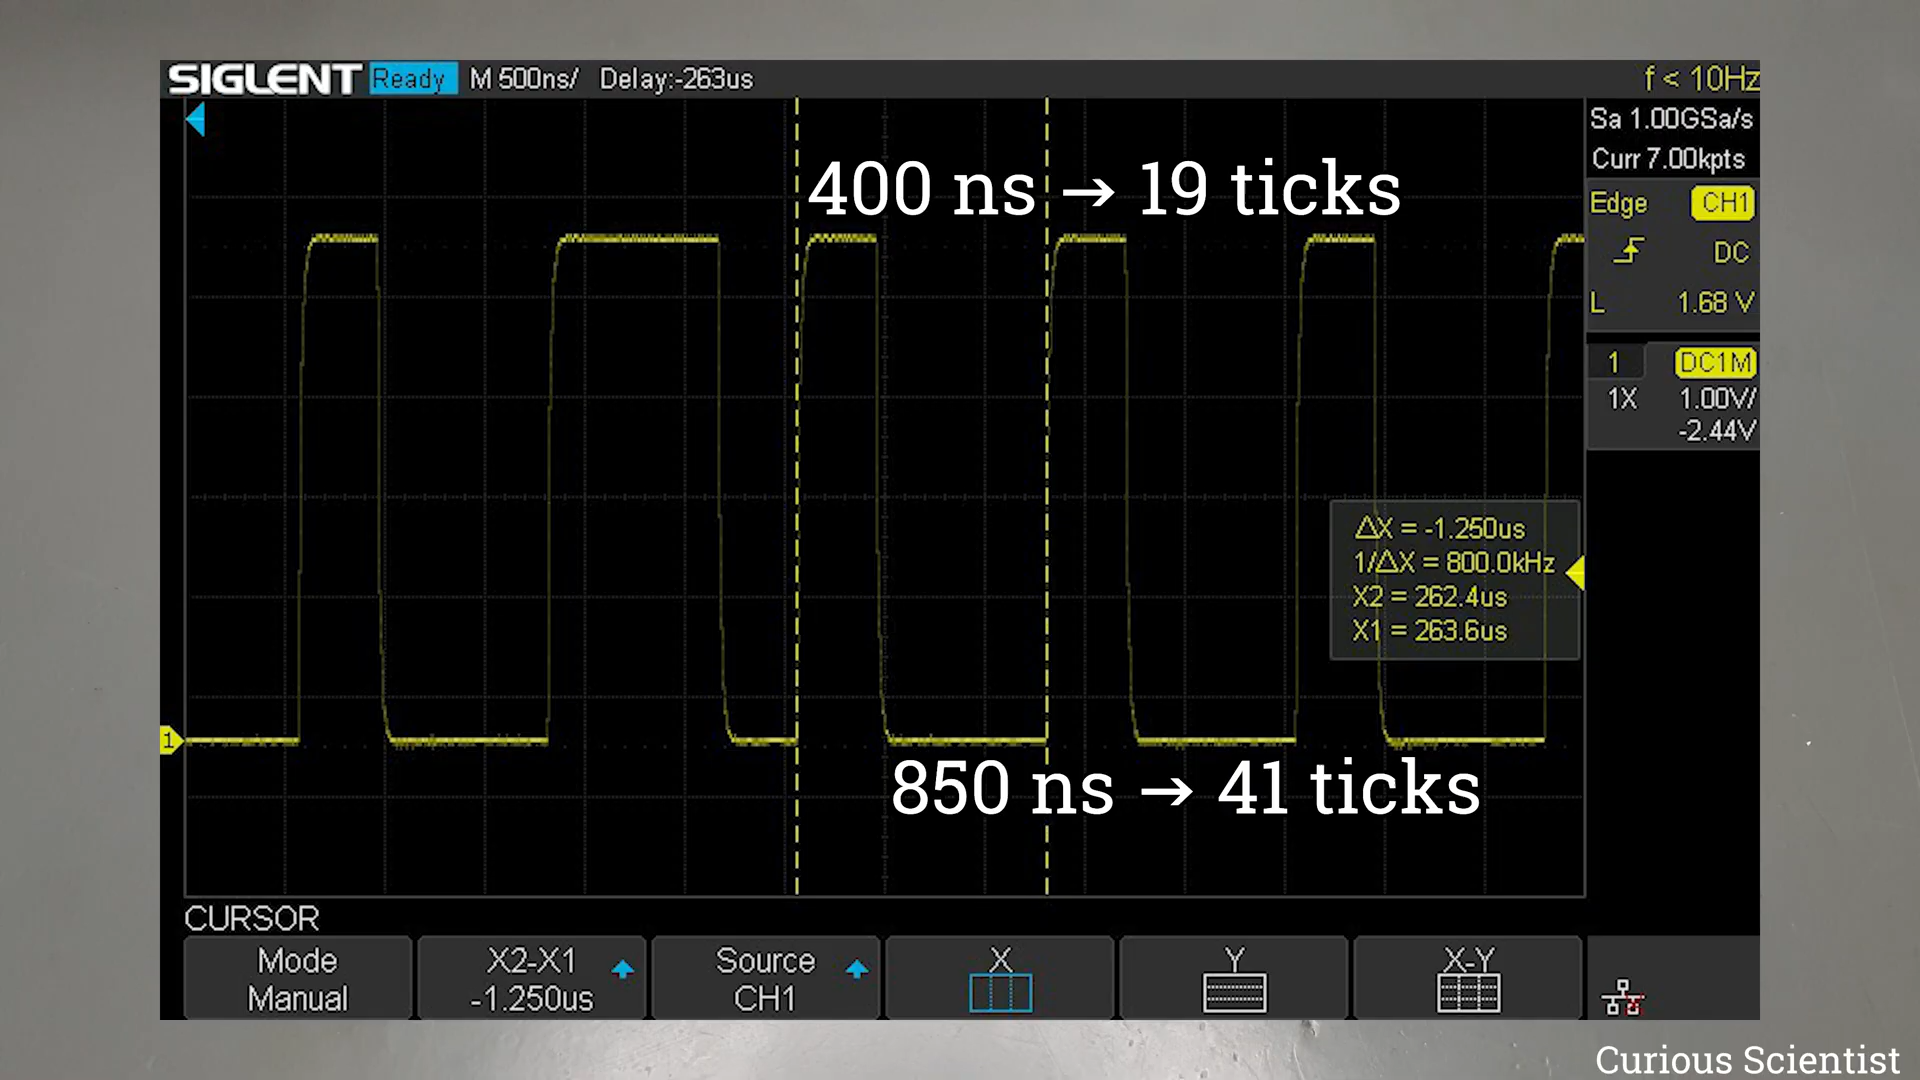 SIGLENT Ready M 500ns/ Delay:-263us f < 10Hz
Sa 1.00GSa/s
Curr 7.00kpts
400 ns → 19 ticks
Edge CH1
DC
L 1.68 V
1 DC1M
1X 1.00V/
-2.44V
ΔX = -1.250us
1/ΔX = 800.0kHz
X2 = 262.4us
X1 = 263.6us
1
850 ns → 41 ticks
CURSOR
Mode
Manual
X2-X1
-1.250us
Source
CH1
X
Y
X-Y
Curious Scientist